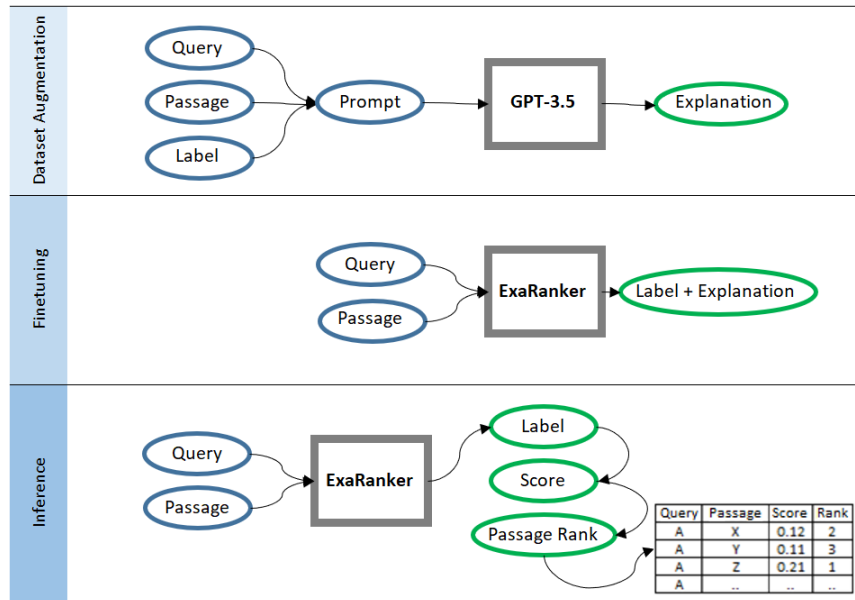 Dataset Augmentation
Query
Passage
Label
Prompt
GPT-3.5
Explanation
Finetuning
Query
Passage
ExaRanker
Label + Explanation
Inference
Query
Passage
ExaRanker
Label
Score
Passage Rank
Query Passage Score Rank
A X 0.12 2
A Y 0.11 3
A Z 0.21 1
A .. .. ..